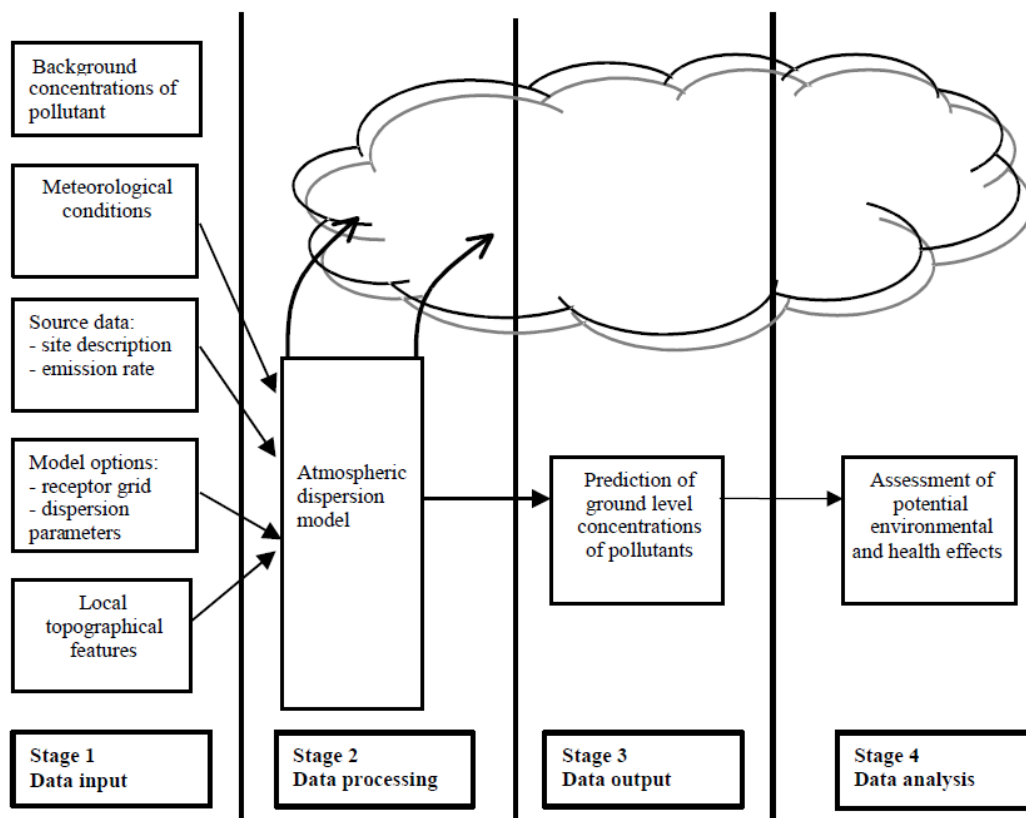 Background
concentrations of
pollutant
Meteorological
conditions
Source data:
- site description
- emission rate
Model options:
- receptor grid
- dispersion
parameters
Local
topographical
features
Atmospheric
dispersion
model
Prediction of
ground level
concentrations
of pollutants
Assessment of
potential
environmental
and health effects
Stage 1
Data input
Stage 2
Data processing
Stage 3
Data output
Stage 4
Data analysis